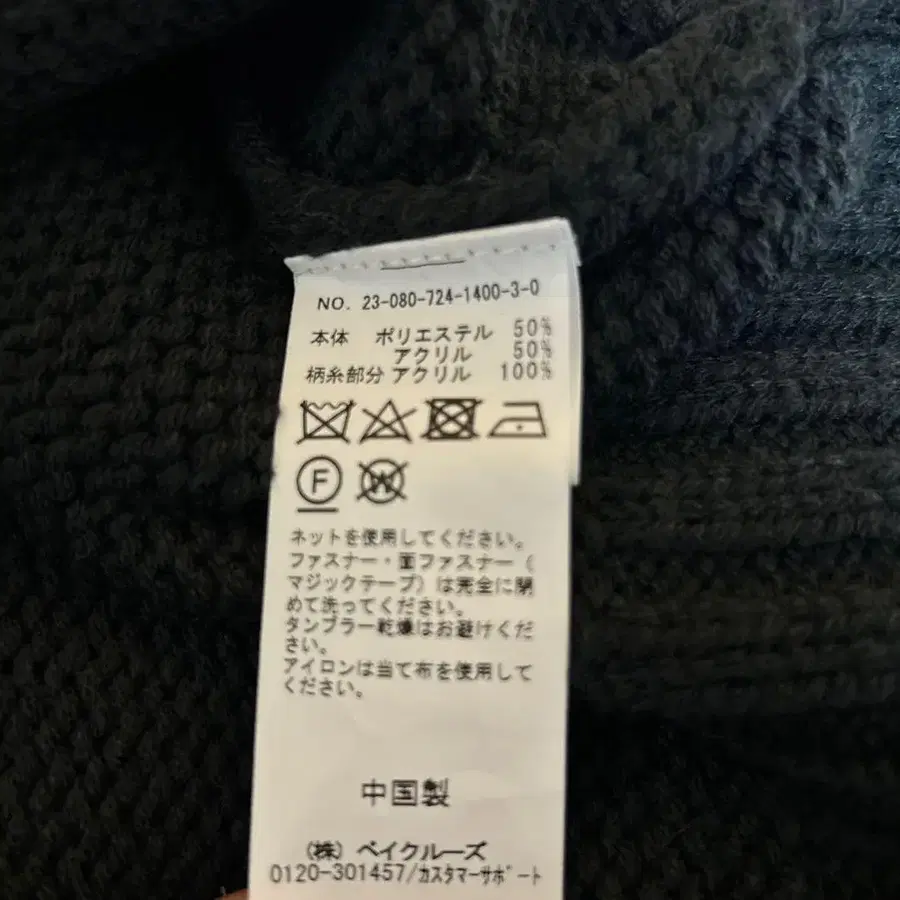 NO. 23-080-724-1400-3-0
本体 ポリエステル 50%
アクリル 50%
柄糸部分 アクリル 100%
F
W
ネットを使用してください。
ファスナー・面ファスナー(
マジックテープ)は完全に閉
めて洗ってください。
タンブラー乾燥はお避けくだ
さい。
アイロンは当て布を使用して
ください。
中国製
(株) ベイクルーズ
0120-301457/カスタマーサポート